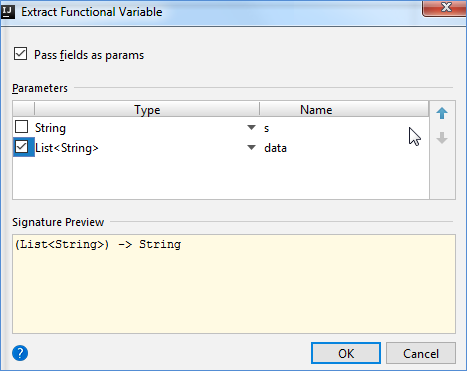 IJ Extract Functional Variable
Pass fields as params
Parameters
Type Name
String s
List<String> data
Signature Preview
(List<String>) -> String
? OK Cancel